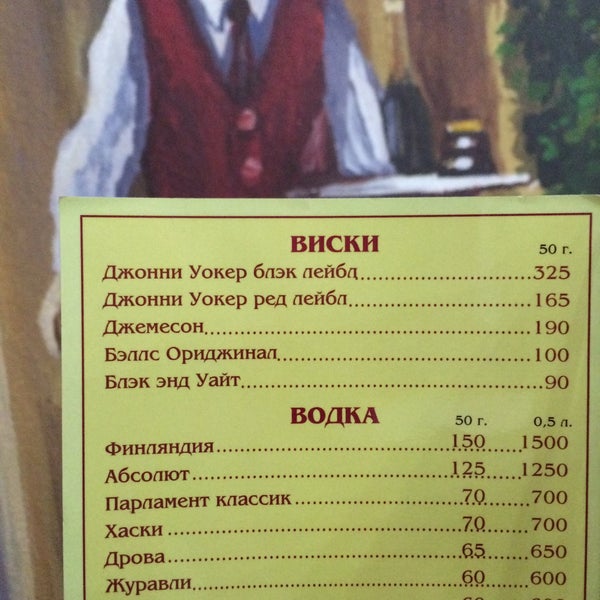 ВИСКИ 50 г.
Джонни Уокер блэк лейбл 325
Джонни Уокер ред лейбл 165
Джемесон 190
Бэллс Ориджинал 100
Блэк энд Уайт 90
ВОДКА 50 г. 0,5 л.
Финляндия 150 1500
Абсолют 125 1250
Парламент классик 70 700
Хаски 70 700
Дрова 65 650
Журавли 60 600